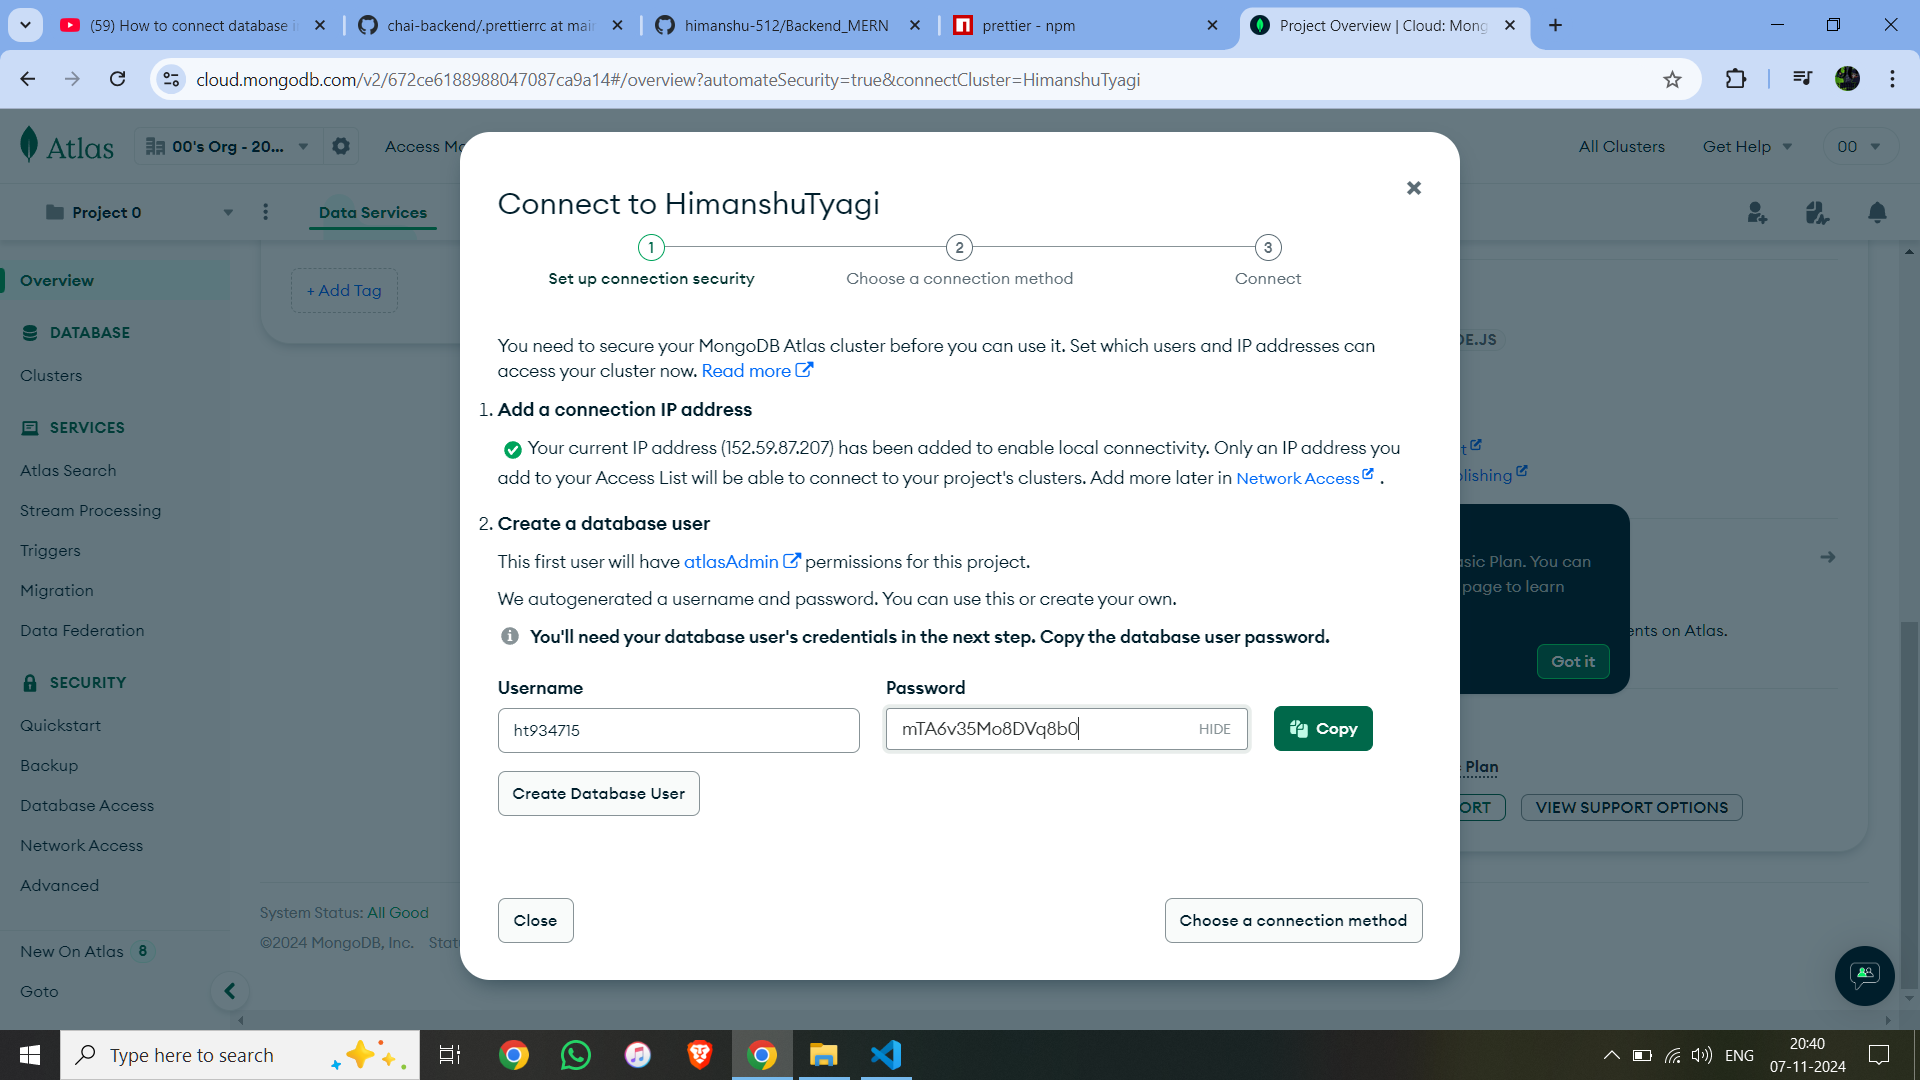 (59) How to connect database i
chai-backend/.prettierrc at mai
himanshu-512/Backend_MERN
prettier - npm
Project Overview | Cloud: Mong
cloud.mongodb.com/v2/672ce6188988047087ca9a14#/overview?automateSecurity=true&connectCluster=HimanshuTyagi
Atlas
00's Org - 20...
Access Ma
All Clusters
Get Help
00
Project 0
Data Services
Overview
DATABASE
Clusters
SERVICES
Atlas Search
Stream Processing
Triggers
Migration
Data Federation
SECURITY
Quickstart
Backup
Database Access
Network Access
Advanced
New On Atlas 8
Goto
+ Add Tag
System Status: All Good
©2024 MongoDB, Inc. Statu
Connect to HimanshuTyagi
1
2
3
Set up connection security
Choose a connection method
Connect
You need to secure your MongoDB Atlas cluster before you can use it. Set which users and IP addresses can
access your cluster now. Read more
1. Add a connection IP address
Your current IP address (152.59.87.207) has been added to enable local connectivity. Only an IP address you
add to your Access List will be able to connect to your project's clusters. Add more later in Network Access .
2. Create a database user
This first user will have atlasAdmin permissions for this project.
We autogenerated a username and password. You can use this or create your own.
You'll need your database user's credentials in the next step. Copy the database user password.
Username
Password
ht934715
mTA6v35Mo8DVq8b0
HIDE
Copy
Create Database User
Close
Choose a connection method
DE.JS
t
lishing
asic Plan. You can
page to learn
Got it
ents on Atlas.
Plan
ORT
VIEW SUPPORT OPTIONS
Type here to search
ENG
20:40
07-11-2024